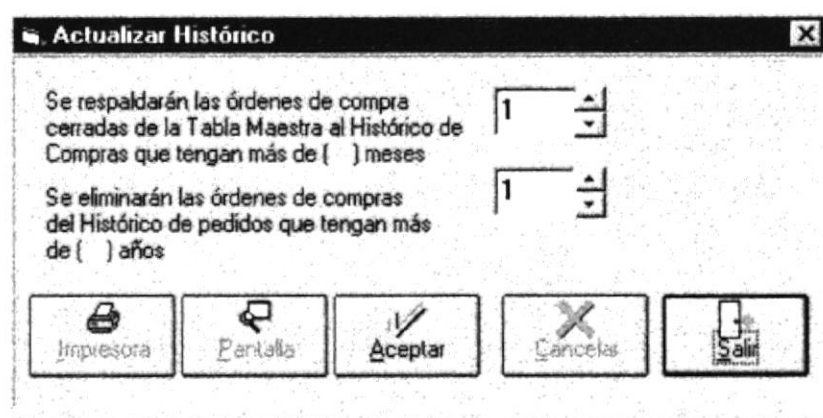 Actualizar Histórico
Se respaldarán las órdenes de compra
cerradas de la Tabla Maestra al Histórico de
Compras que tengan más de ( ) meses
1
Se eliminarán las órdenes de compras
del Histórico de pedidos que tengan más
de ( ) años
1
Impresora Pantalla Aceptar Cancelar Salir